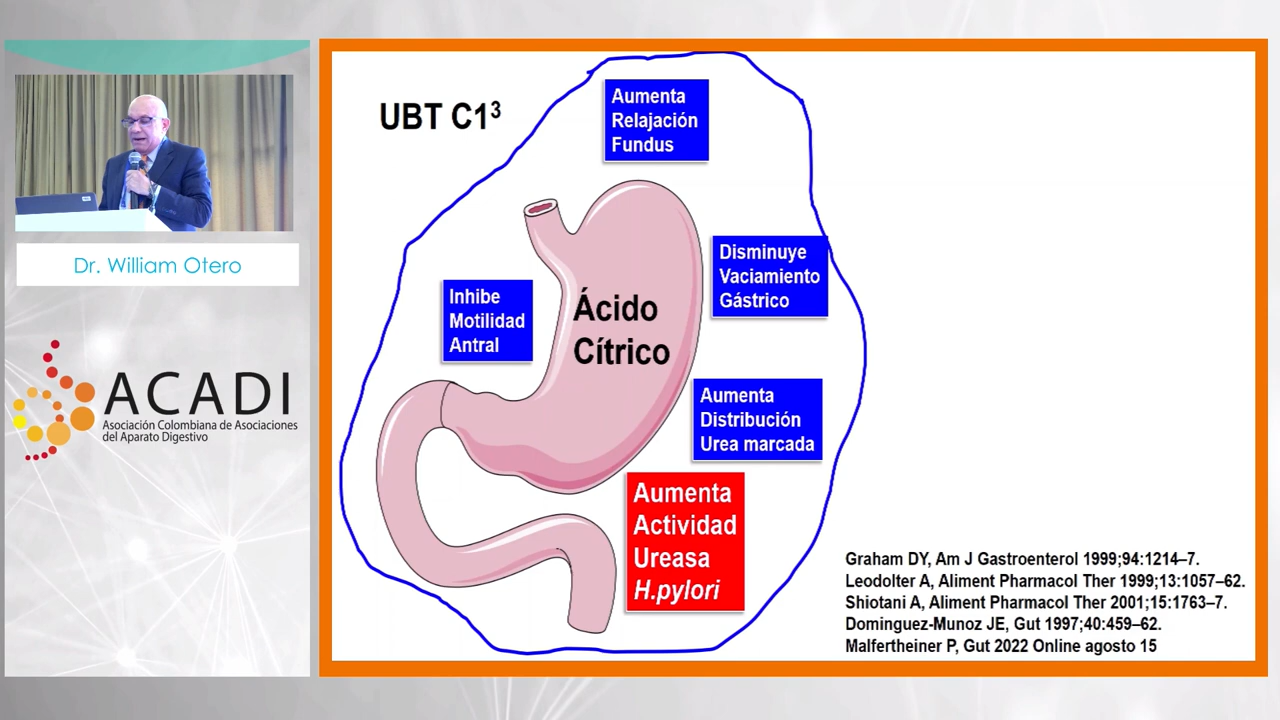 Dr. William Otero
ACADI
Asociación Colombiana de Asociaciones
del Aparato Digestivo
UBT C1³
Aumenta
Relajación
Fundus
Disminuye
Vaciamiento
Gástrico
Inhibe
Motilidad
Antral
Ácido
Cítrico
Aumenta
Distribución
Urea marcada
Aumenta
Actividad
Ureasa
H.pylori
Graham DY, Am J Gastroenterol 1999;94:1214–7.
Leodolter A, Aliment Pharmacol Ther 1999;13:1057–62.
Shiotani A, Aliment Pharmacol Ther 2001;15:1763–7.
Dominguez-Munoz JE, Gut 1997;40:459–62.
Malfertheiner P, Gut 2022 Online agosto 15